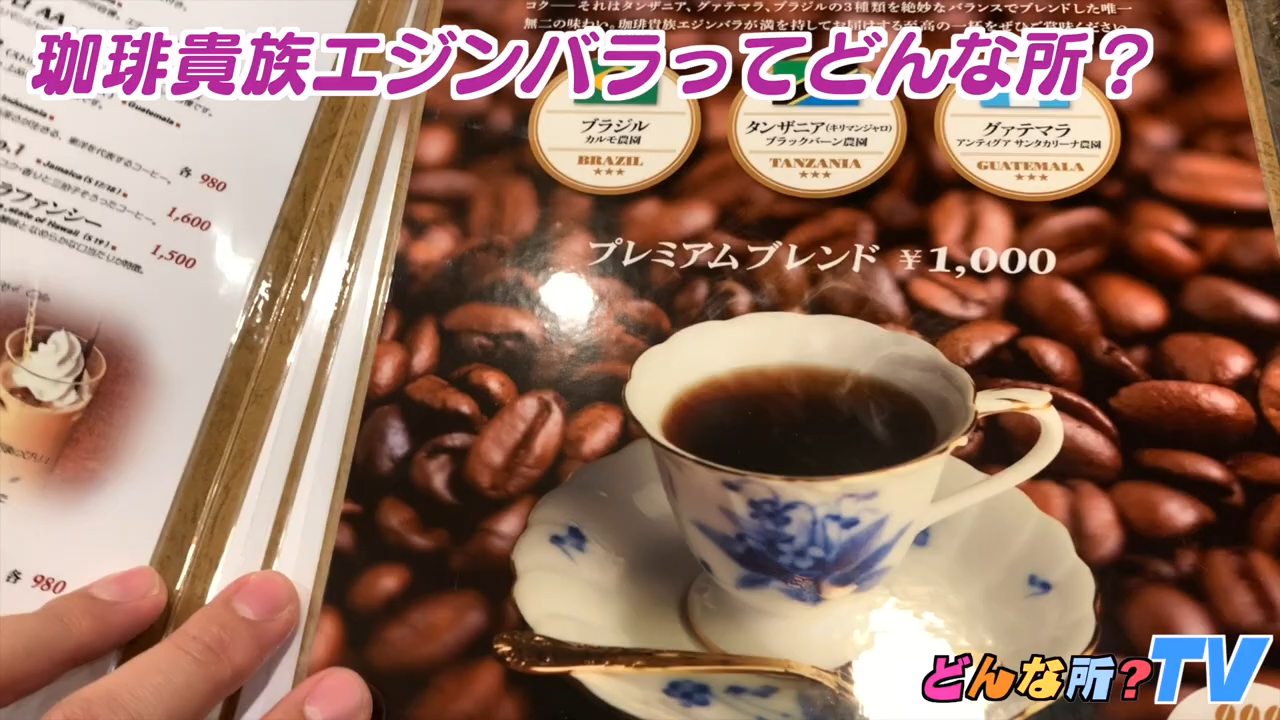 珈琲貴族エジンバラってどんな所？
コク――それはタンザニア、グァテマラ、ブラジルの3種類を絶妙なバランスでブレンドした唯一
無二の味わい。珈琲貴族エジンバラが満を持してお届けする至高の一杯をぜひご賞味ください。
ブラジル
カルモ農園
BRAZIL
★★★
タンザニア(キリマンジャロ)
ブラックバーン農園
TANZANIA
★★★
グァテマラ
アンティグア サンタカリーナ農園
GUATEMALA
★★★
プレミアムブレンド ￥1,000
AA
Indonesia
Guatemala
各 980
o.1
Jamaica
1,600
ラファンシー
State of Hawaii (S19)
1,500
各 980
どんな所？TV